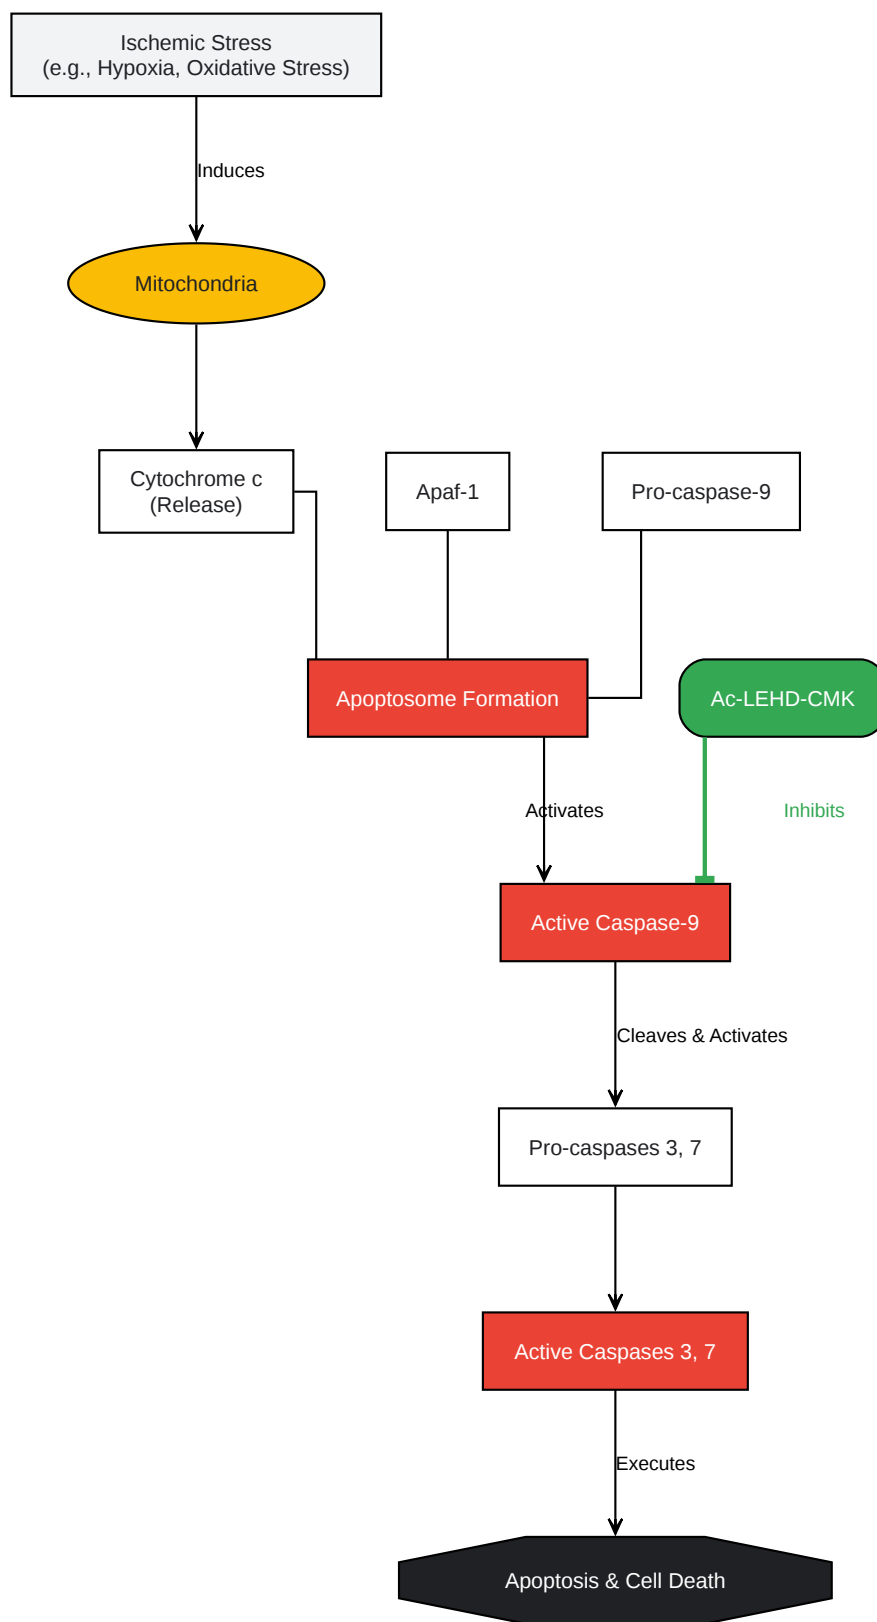 Ischemic Stress
(e.g., Hypoxia, Oxidative Stress)
Induces
Mitochondria
Cytochrome c
(Release)
Apaf-1
Pro-caspase-9
Apoptosome Formation
Ac-LEHD-CMK
Activates
Inhibits
Active Caspase-9
Cleaves & Activates
Pro-caspases 3, 7
Active Caspases 3, 7
Executes
Apoptosis & Cell Death